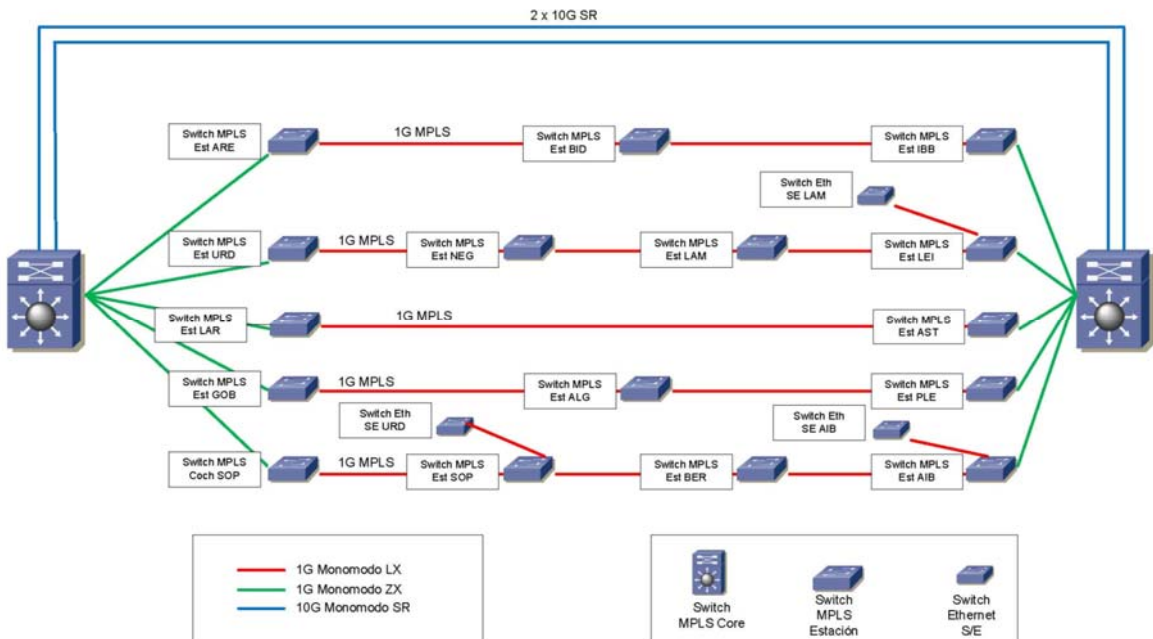 2 x 10G SR
Switch MPLS
Est ARE
1G MPLS
Switch MPLS
Est BID
Switch MPLS
Est IBB
Switch Eth
SE LAM
Switch MPLS
Est URD
1G MPLS
Switch MPLS
Est NEG
Switch MPLS
Est LAM
Switch MPLS
Est LEI
Switch MPLS
Est LAR
1G MPLS
Switch MPLS
Est AST
Switch MPLS
Est GOB
1G MPLS
Switch MPLS
Est ALG
Switch MPLS
Est PLE
Switch Eth
SE URD
Switch Eth
SE AIB
Switch MPLS
Coch SOP
1G MPLS
Switch MPLS
Est SOP
Switch MPLS
Est BER
Switch MPLS
Est AIB
1G Monomodo LX
1G Monomodo ZX
10G Monomodo SR
Switch
MPLS Core
Switch
MPLS
Estación
Switch
Ethernet
S/E